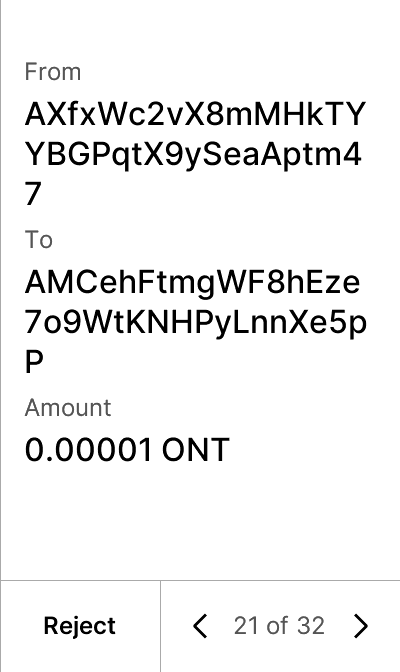 From
AXfxWc2vX8mMHkTY
YBGPqtX9ySeaAptm4
7
To
AMCehFtmgWF8hEze
7o9WtKNHPyLnnXe5p
P
Amount
0.00001 ONT
Reject
21 of 32